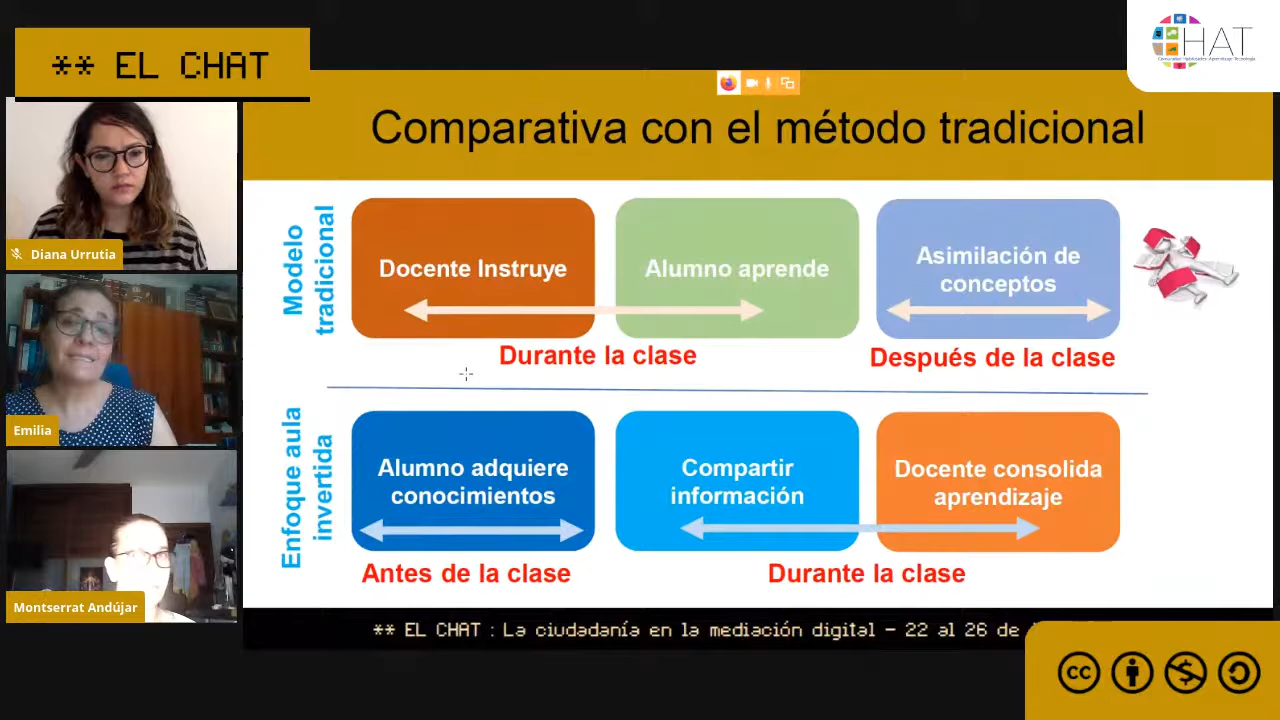 ** EL CHAT
HAT
Comparativa con el método tradicional
Diana Urrutia
Emilia
Montserrat Andújar
Modelo
tradicional
Docente Instruye
Alumno aprende
Asimilación de
conceptos
Durante la clase
Después de la clase
Enfoque aula
invertida
Alumno adquiere
conocimientos
Compartir
información
Docente consolida
aprendizaje
Antes de la clase
Durante la clase
** EL CHAT : La ciudadanía en la mediación digital – 22 al 26 de
cc